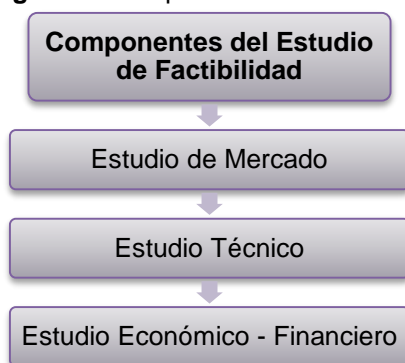 Componentes del Estudio
de Factibilidad
Estudio de Mercado
Estudio Técnico
Estudio Económico - Financiero